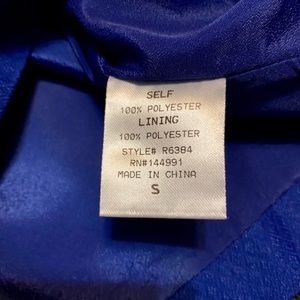 SELF
100% POLYESTER
LINING
100% POLYESTER
STYLE# R6384
RN#144991
MADE IN CHINA
S